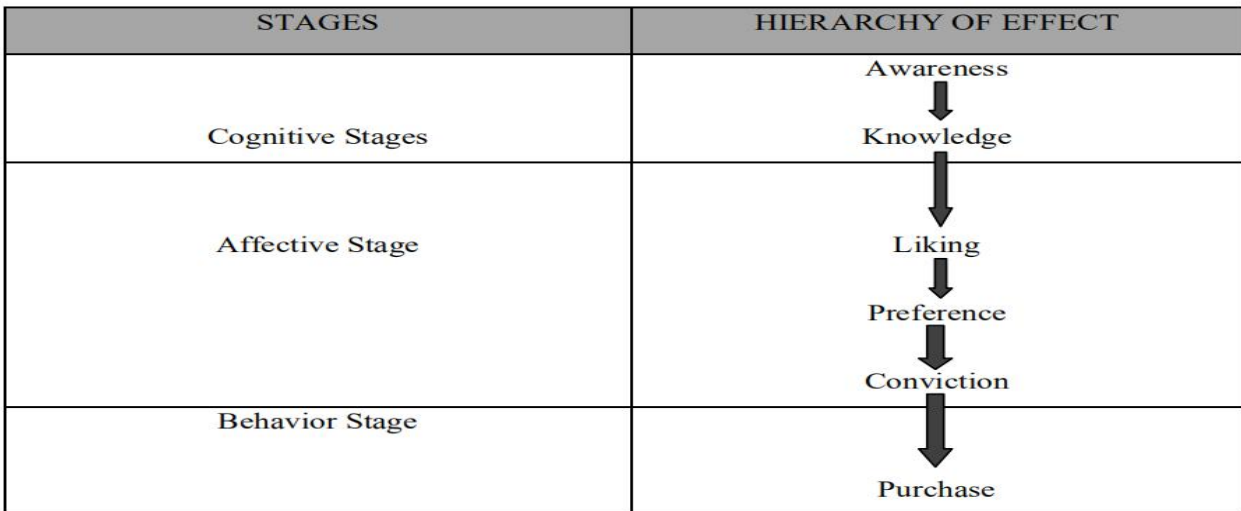 STAGES
HIERARCHY OF EFFECT
Awareness
Cognitive Stages
Knowledge
Affective Stage
Liking
Preference
Conviction
Behavior Stage
Purchase